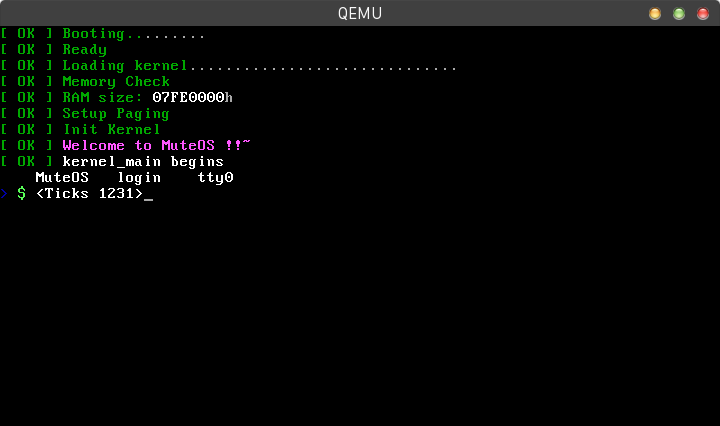 QEMU
[ OK ] Booting...........
[ OK ] Ready
[ OK ] Loading kernel..............................
[ OK ] Memory Check
[ OK ] RAM size: 07FE0000h
[ OK ] Setup Paging
[ OK ] Init Kernel
[ OK ] Welcome to MuteOS !!~
[ OK ] kernel_main begins
MuteOS login tty0
> $ <Ticks 1231>_